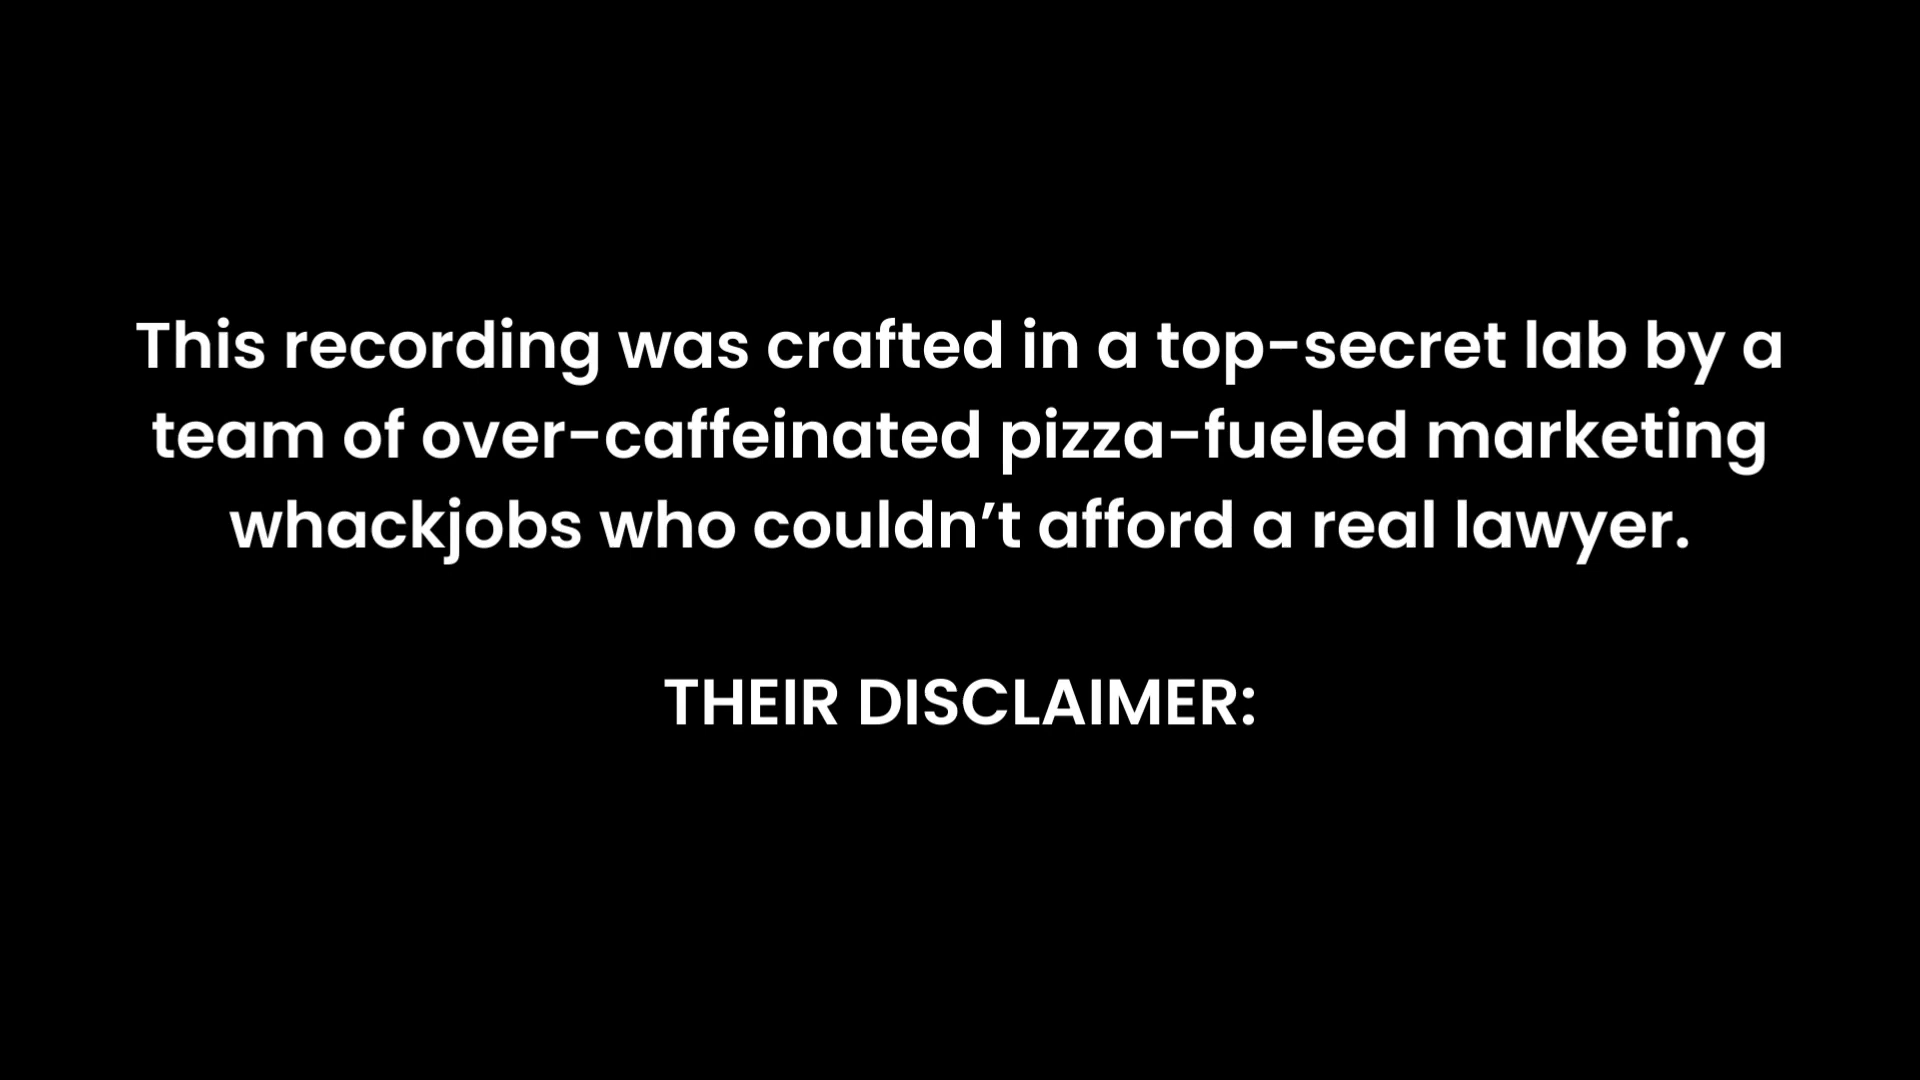 This recording was crafted in a top-secret lab by a
team of over-caffeinated pizza-fueled marketing
whackjobs who couldn’t afford a real lawyer.
THEIR DISCLAIMER: